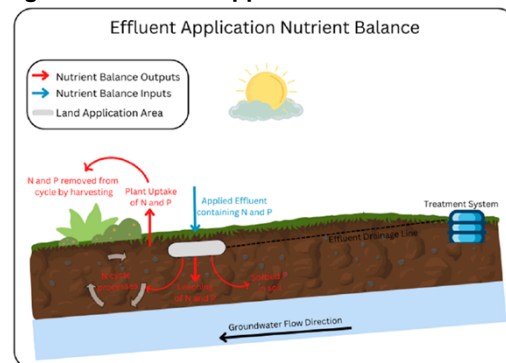 Effluent Application Nutrient Balance
Nutrient Balance Outputs
Nutrient Balance Inputs
Land Application Area
N and P removed from
cycle by harvesting
Plant Uptake
of N and P
Applied Effluent
containing N and P
Treatment System
Effluent Drainage Line
of N and P
Groundwater Flow Direction